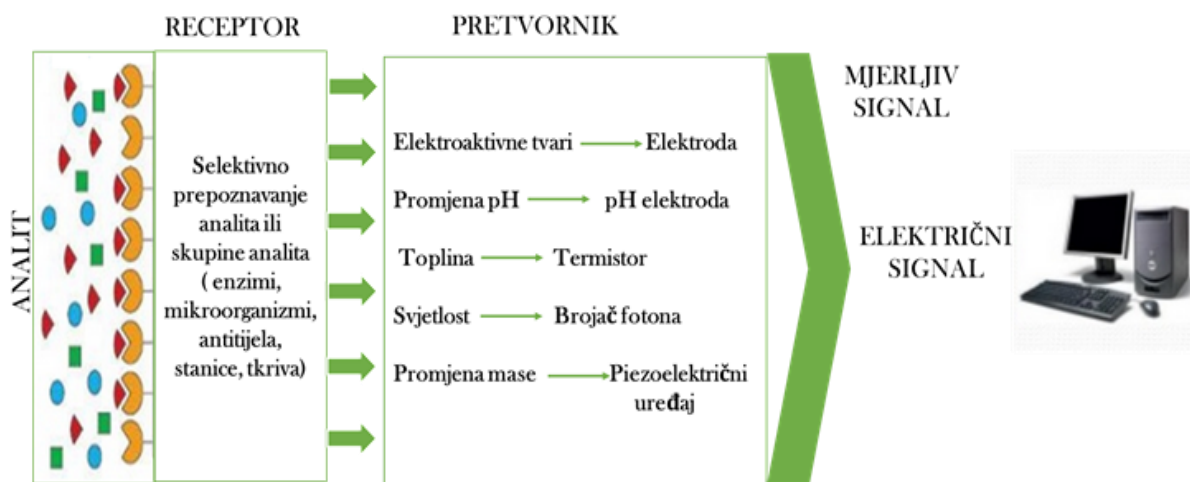 RECEPTOR
PRETVORNIK
ANALIT
Selektivno
prepoznavanje
analita ili
skupine analita
( enzimi,
mikroorganizmi,
antitijela,
stanice, tkriva)
Elektroaktivne tvari
Elektroda
Promjena pH
pH elektroda
Toplina
Termistor
Svjetlost
Brojač fotona
Promjena mase
Piezoelektrični
uređaj
MJERLJIV
SIGNAL
ELEKTRIČNI
SIGNAL